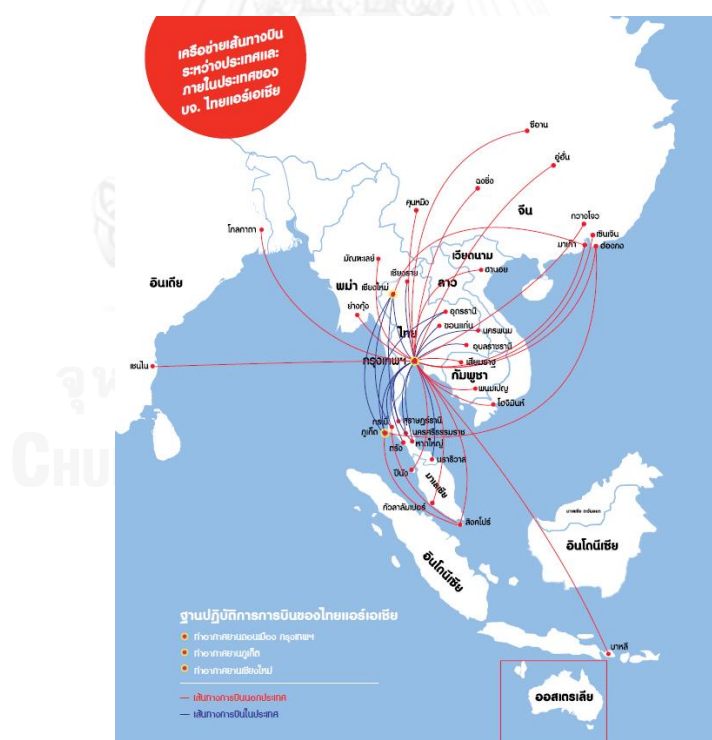 เครือข่ายเส้นทางบิน
ระหว่างประเทศและ
ภายในประเทศของ
บจ. ไทยแอร์เอเชีย
ซีอาน
อู่ฮั่น
ฉงชิ่ง
คุนหมิง
จีน
กวางโจว
เซินเจิ้น
มาเก๊า
ฮ่องกง
โกลกาตา
มัณฑะเลย์
เวียดนาม
ฮานอย
เชียงราย
ลาว
อินเดีย
พม่า
เชียงใหม่
ย่างกุ้ง
อุดรธานี
ขอนแก่น
นครพนม
ไทย
อุบลราชธานี
กรุงเทพฯ
เสียมราฐ
เชนไน
กัมพูชา
พนมเปญ
โฮจิมินห์
สุราษฎร์ธานี
กระบี่
นครศรีธรรมราช
ภูเก็ต
หาดใหญ่
ตรัง
นราธิวาส
ปีนัง
มาเลเซีย
กัวลาลัมเปอร์
สิงคโปร์
อินโดนีเซีย
อินโดนีเซีย
บาหลี
ออสเตรเลีย
ฐานปฏิบัติการการบินของไทยแอร์เอเชีย
ท่าอากาศยานดอนเมือง กรุงเทพฯ
ท่าอากาศยานภูเก็ต
ท่าอากาศยานเชียงใหม่
เส้นทางการบินนอกประเทศ
เส้นทางการบินในประเทศ
จุ
CHU